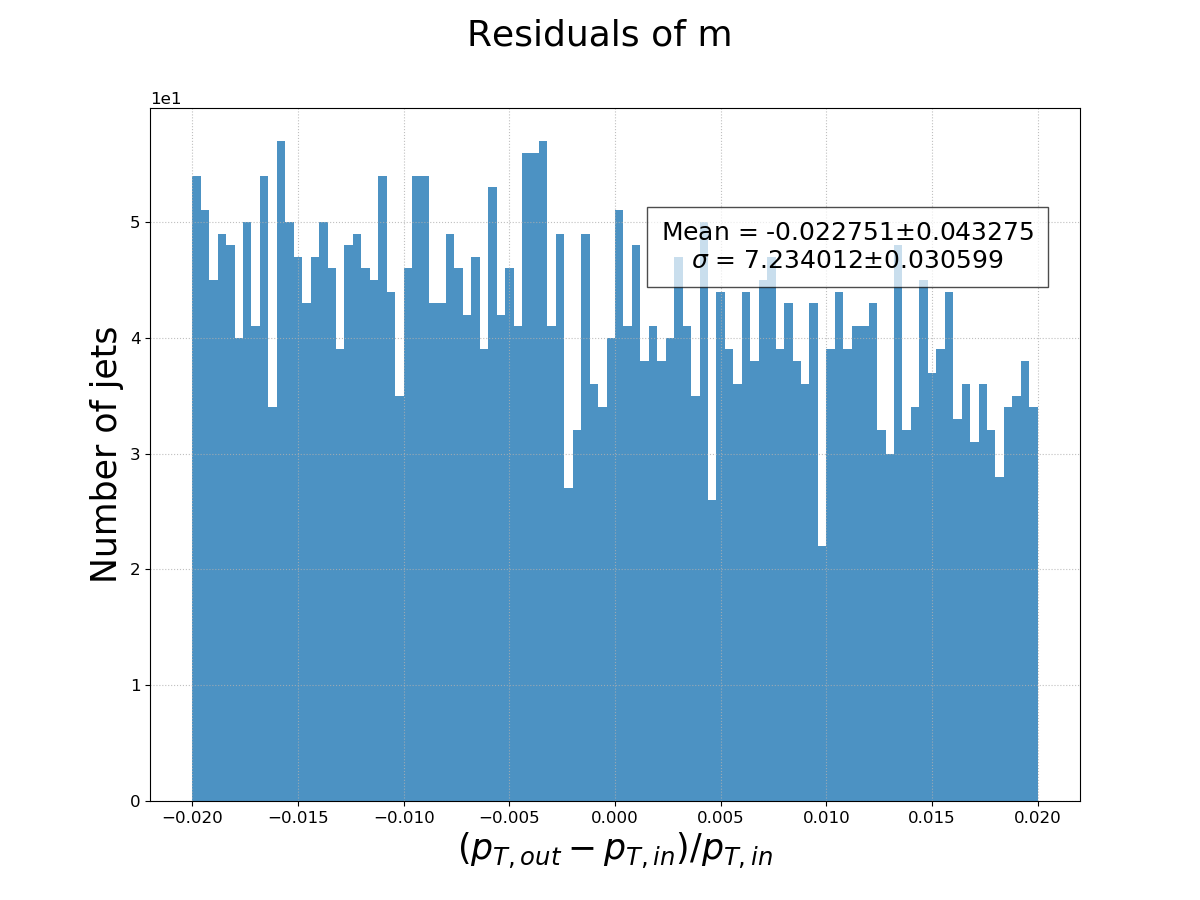 Residuals of m
1e1
5
4
3
2
1
0
Number of jets
Mean = -0.022751±0.043275
σ = 7.234012±0.030599
−0.020 −0.015 −0.010 −0.005 0.000 0.005 0.010 0.015 0.020
(p_{T,out} − p_{T,in})/p_{T,in}